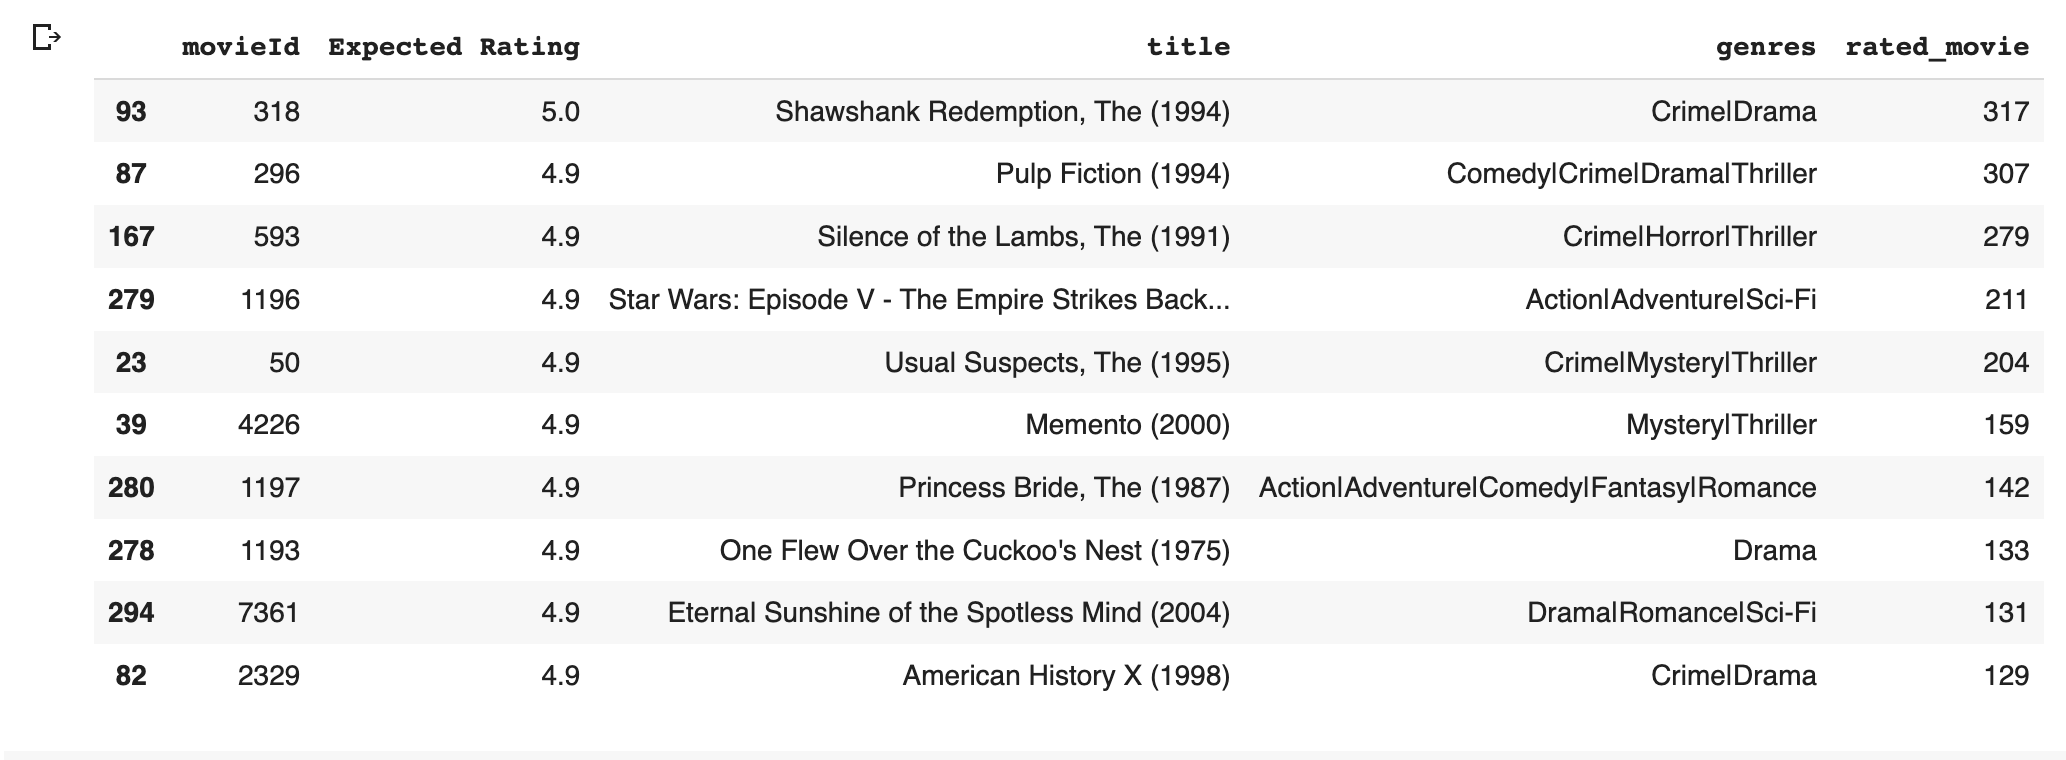 movieId Expected Rating title genres rated_movie
93 318 5.0 Shawshank Redemption, The (1994) Crime|Drama 317
87 296 4.9 Pulp Fiction (1994) Comedy|Crime|Drama|Thriller 307
167 593 4.9 Silence of the Lambs, The (1991) Crime|Horror|Thriller 279
279 1196 4.9 Star Wars: Episode V - The Empire Strikes Back... Action|Adventure|Sci-Fi 211
23 50 4.9 Usual Suspects, The (1995) Crime|Mystery|Thriller 204
39 4226 4.9 Memento (2000) Mystery|Thriller 159
280 1197 4.9 Princess Bride, The (1987) Action|Adventure|Comedy|Fantasy|Romance 142
278 1193 4.9 One Flew Over the Cuckoo's Nest (1975) Drama 133
294 7361 4.9 Eternal Sunshine of the Spotless Mind (2004) Drama|Romance|Sci-Fi 131
82 2329 4.9 American History X (1998) Crime|Drama 129